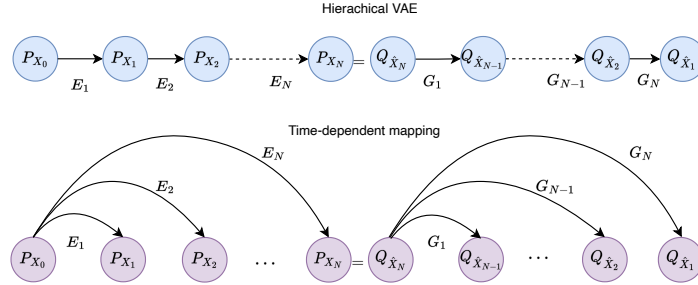 Hierachical VAE
P_{X_0} P_{X_1} P_{X_2} P_{X_N} = Q_{\hat{X}_N} Q_{\hat{X}_{N-1}} Q_{\hat{X}_2} Q_{\hat{X}_1}
E_1 E_2 E_N G_1 G_{N-1} G_N
Time-dependent mapping
E_N G_N
E_2 G_{N-1}
E_1 G_1
P_{X_0} P_{X_1} P_{X_2} ... P_{X_N} = Q_{\hat{X}_N} Q_{\hat{X}_{N-1}} ... Q_{\hat{X}_2} Q_{\hat{X}_1}